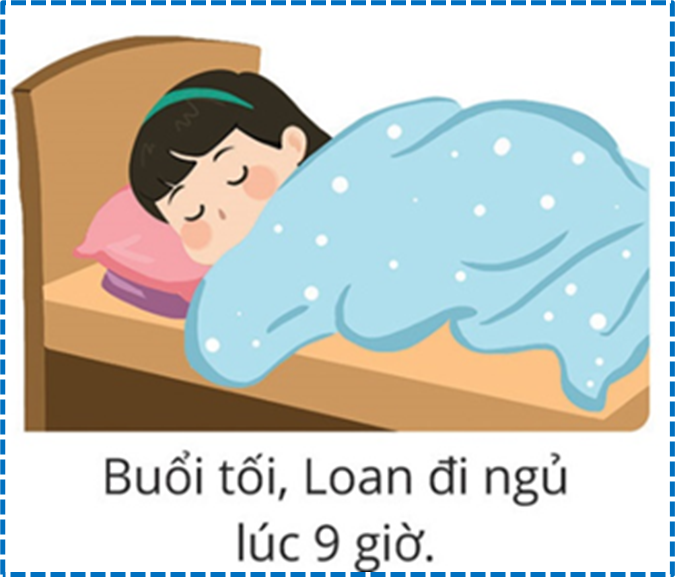 Buổi tối, Loan đi ngủ
lúc 9 giờ.